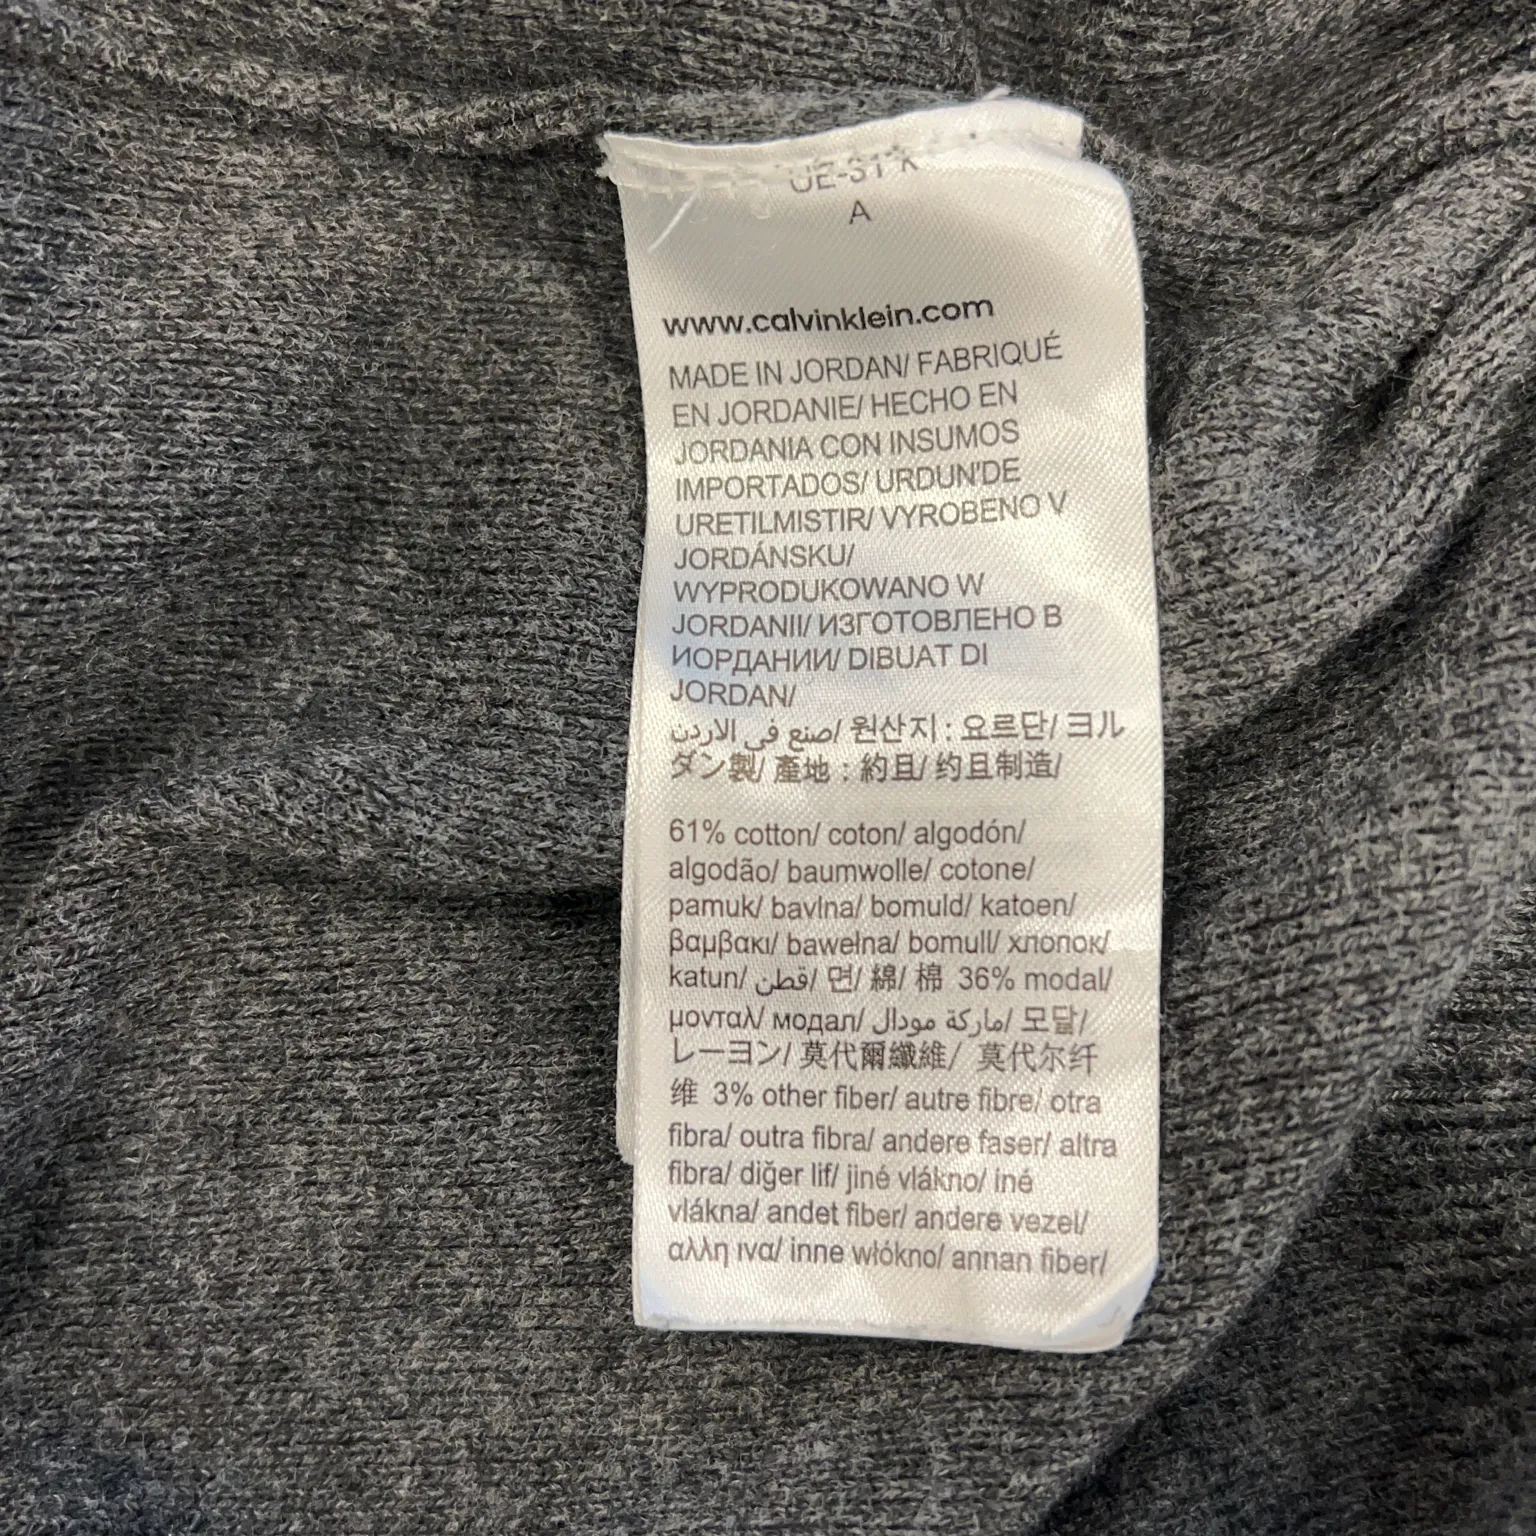 A
www.calvinklein.com
MADE IN JORDAN/ FABRIQUÉ
EN JORDANIE/ HECHO EN
JORDANIA CON INSUMOS
IMPORTADOS/ URDUN'DE
URETILMISTIR/ VYROBENO V
JORDÁNSKU/
WYPRODUKOWANO W
JORDANII/ ИЗГОТОВЛЕНО В
ИОРДАНИИ/ DIBUAT DI
JORDAN/
صنع في الاردن/ 원산지 : 요르단/ ヨル
ダン製/ 產地 : 約旦/ 约旦制造/
61% cotton/ coton/ algodón/
algodão/ baumwolle/ cotone/
pamuk/ bavlna/ bomuld/ katoen/
βαμβακι/ bawełna/ bomull/ хлопок/
katun/ قطن/ 면/ 綿/ 棉 36% modal/
μονταλ/ модал/ ماركة مودال/ 모달/
レーヨン/ 莫代爾纖維/ 莫代尔纤
维 3% other fiber/ autre fibre/ otra
fibra/ outra fibra/ andere faser/ altra
fibra/ diğer lif/ jiné vlákno/ iné
vlákna/ andet fiber/ andere vezel/
αλλη ινα/ inne włókno/ annan fiber/